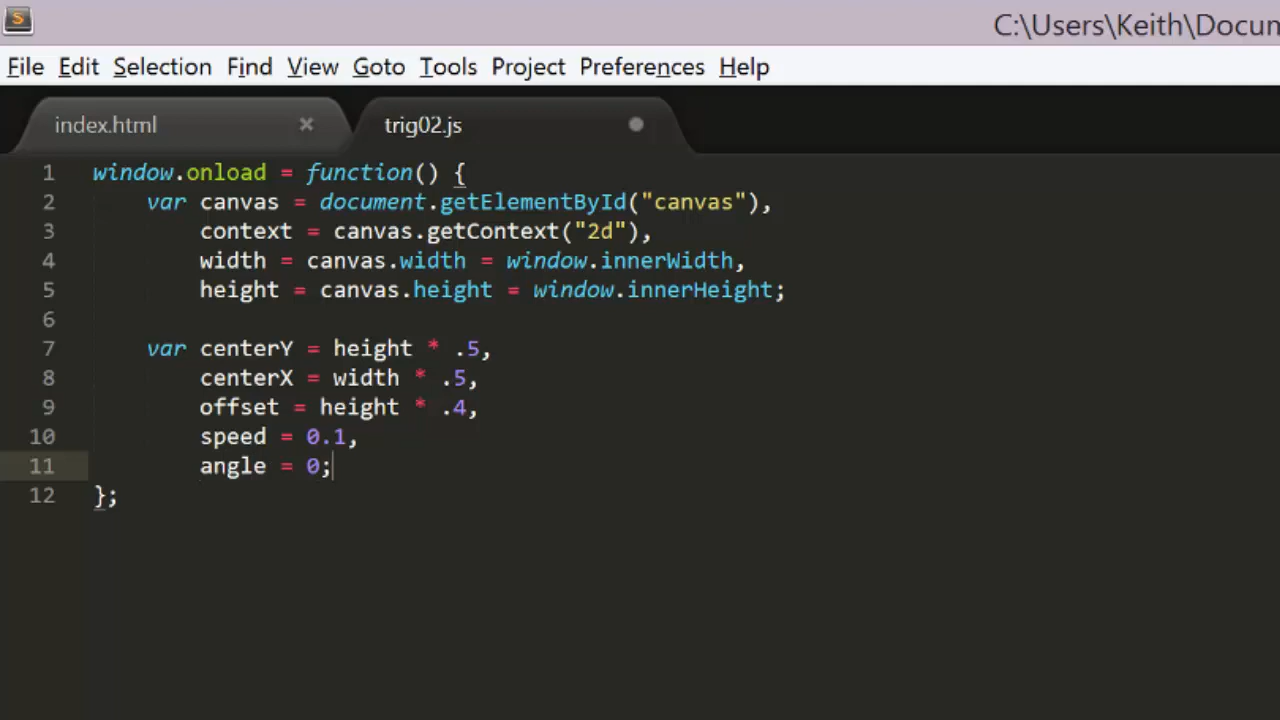 C:\Users\Keith\Docun
File Edit Selection Find View Goto Tools Project Preferences Help
index.html × trig02.js
1 window.onload = function() {
2 var canvas = document.getElementById("canvas"),
3 context = canvas.getContext("2d"),
4 width = canvas.width = window.innerWidth,
5 height = canvas.height = window.innerHeight;
6
7 var centerY = height * .5,
8 centerX = width * .5,
9 offset = height * .4,
10 speed = 0.1,
11 angle = 0;
12 };